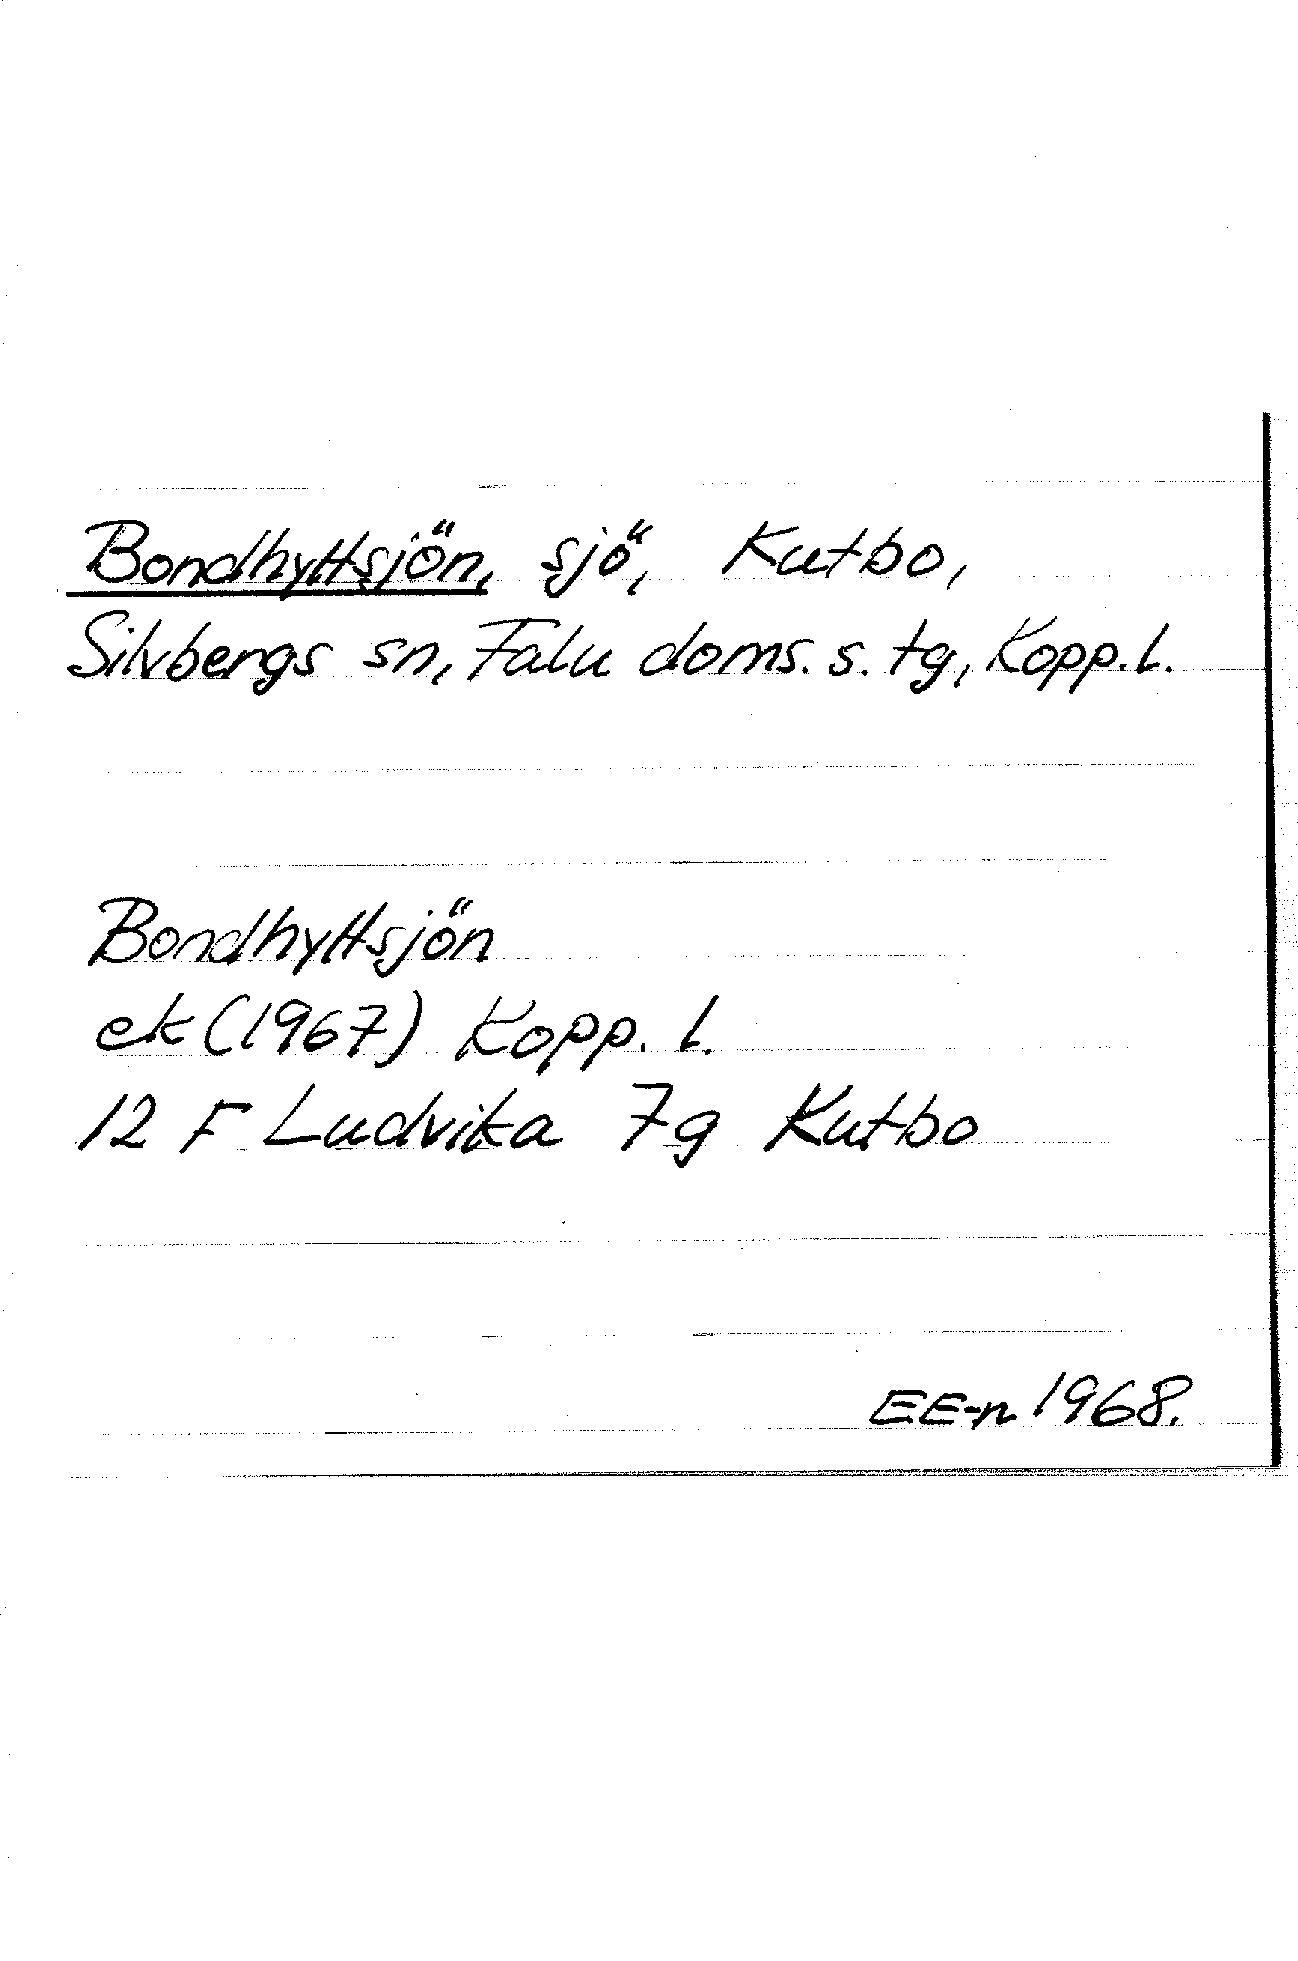 Bondhyttsjön, sjö, Kutbo,
Silvbergs sn, Falu doms. s. tg, Kopp. l.
Bondhyttsjön
ek (1967) Kopp. l.
12 F Ludvika 7g Kutbo
EE-n 1968.